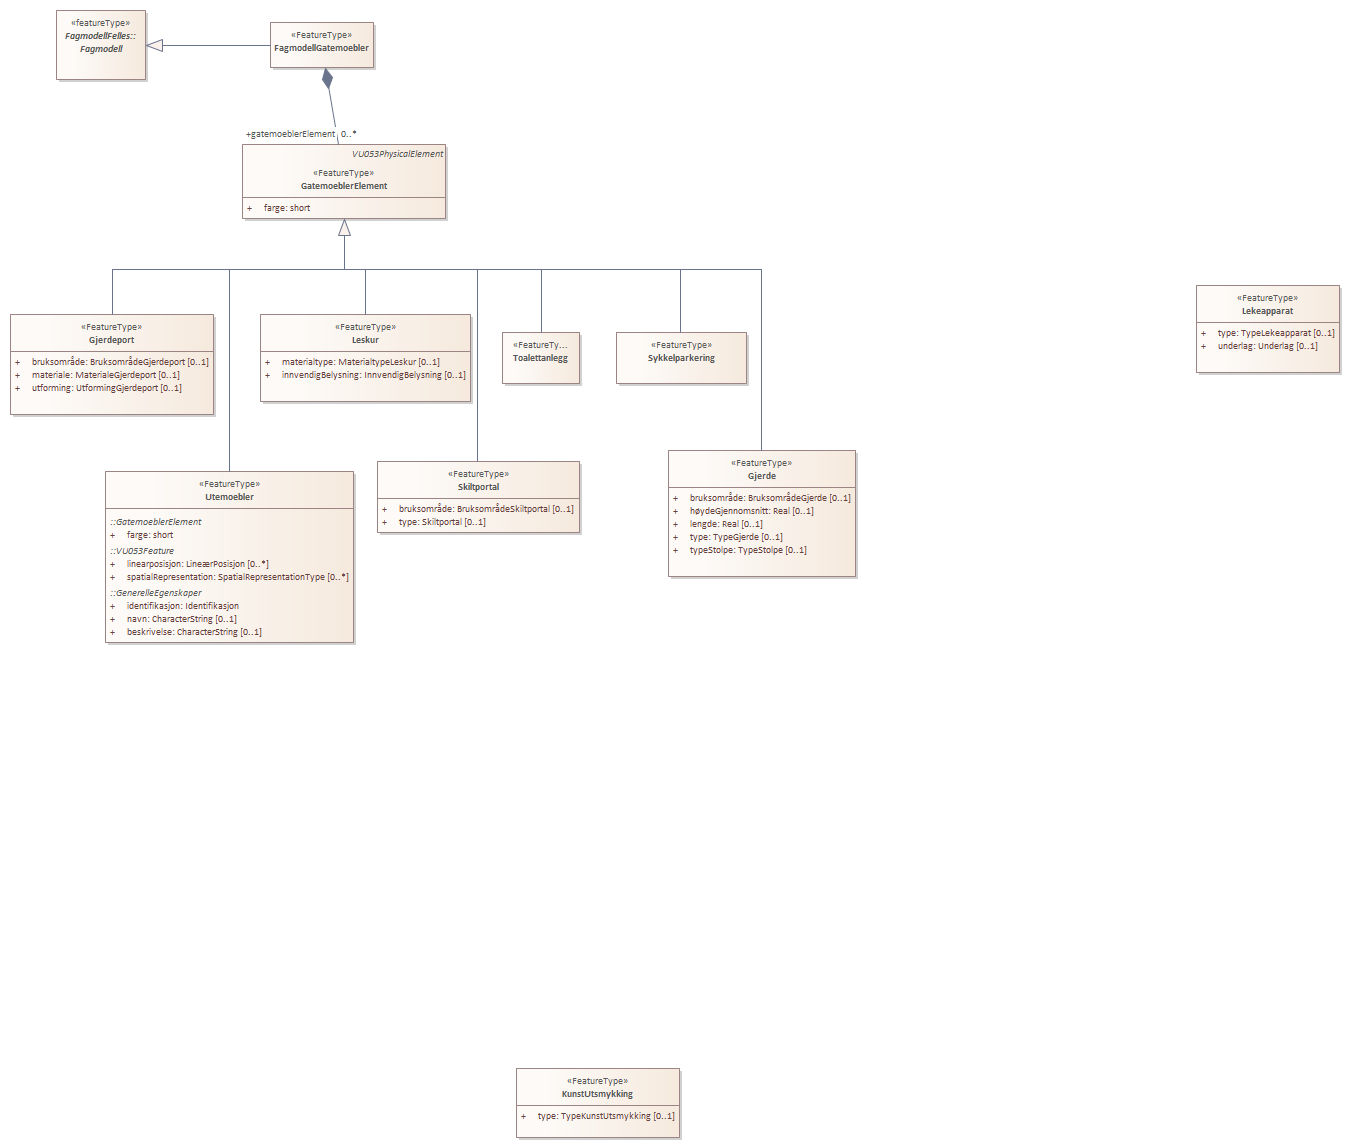 «featureType»
FagmodellFelles::
Fagmodell
«FeatureType»
FagmodellGatemoebler
+gatemoeblerElement 0..*
VU053PhysicalElement
«FeatureType»
GatemoeblerElement
+ farge: short
«FeatureType»
Gjerdeport
+ bruksområde: BruksområdeGjerdeport [0..1]
+ materiale: MaterialeGjerdeport [0..1]
+ utforming: UtformingGjerdeport [0..1]
«FeatureType»
Leskur
+ materialtype: MaterialtypeLeskur [0..1]
+ innvendigBelysning: InnvendigBelysning [0..1]
«FeatureTy...
Toalettanlegg
«FeatureType»
Sykkelparkering
«FeatureType»
Lekeapparat
+ type: TypeLekeapparat [0..1]
+ underlag: Underlag [0..1]
«FeatureType»
Utemoebler
::GatemoeblerElement
+ farge: short
::VU053Feature
+ linearposisjon: LineærPosisjon [0..*]
+ spatialRepresentation: SpatialRepresentationType [0..*]
::GenerelleEgenskaper
+ identifikasjon: Identifikasjon
+ navn: CharacterString [0..1]
+ beskrivelse: CharacterString [0..1]
«FeatureType»
Skiltportal
+ bruksområde: BruksområdeSkiltportal [0..1]
+ type: Skiltportal [0..1]
«FeatureType»
Gjerde
+ bruksområde: BruksområdeGjerde [0..1]
+ høydeGjennomsnitt: Real [0..1]
+ lengde: Real [0..1]
+ type: TypeGjerde [0..1]
+ typeStolpe: TypeStolpe [0..1]
«FeatureType»
KunstUtsmykking
+ type: TypeKunstUtsmykking [0..1]